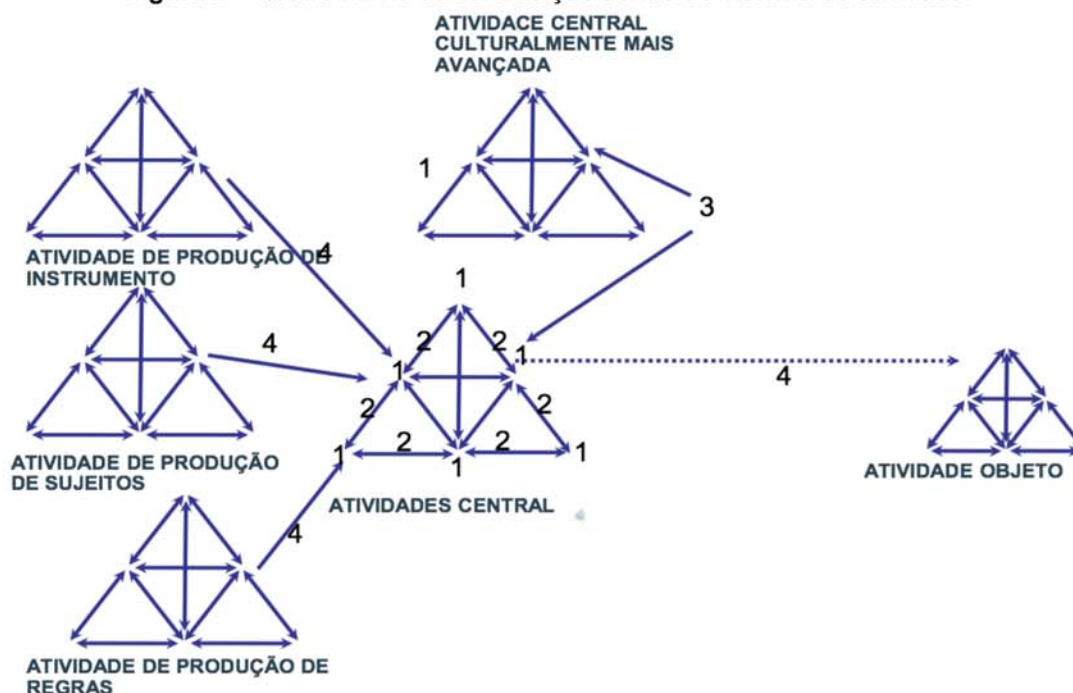 ATIVIDACE CENTRAL
CULTURALMENTE MAIS
AVANÇADA
1
3
ATIVIDADE DE PRODUÇÃO DE
INSTRUMENTO
4
1
4
2
2
1
1
4
2
2
2
2
1
1
1
ATIVIDADE DE PRODUÇÃO
DE SUJEITOS
ATIVIDADE OBJETO
ATIVIDADES CENTRAL
4
ATIVIDADE DE PRODUÇÃO DE
REGRAS